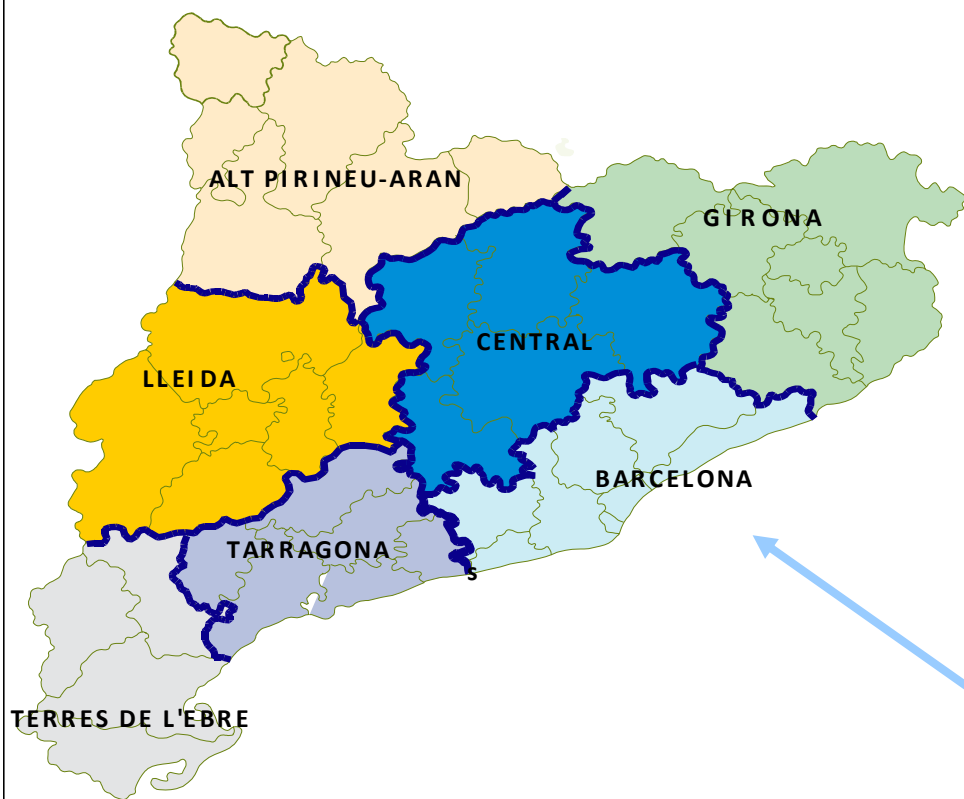 ALT PIRINEU-ARAN
GIRONA
CENTRAL
LLEIDA
BARCELONA
TARRAGONA
s
TERRES DE L'EBRE